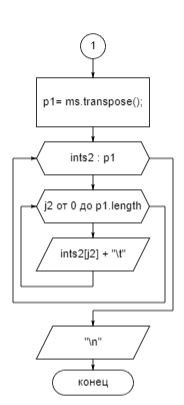 1
p1= ms.transpose();
ints2 : p1
j2 от 0 до p1.length
ints2[j2] + "\t"
"\n"
конец